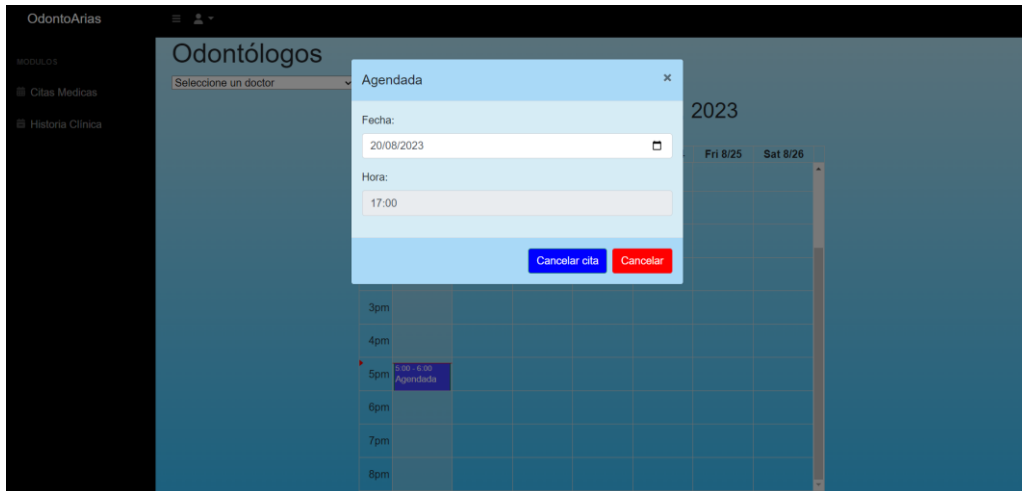 OdontoArias
MODULOS
Citas Medicas
Historia Clínica
Odontólogos
Seleccione un doctor
Agendada ×
Fecha:
20/08/2023
Hora:
17:00
Cancelar cita Cancelar
2023
Fri 8/25 Sat 8/26
3pm
4pm
5pm
5:00 - 6:00
Agendada
6pm
7pm
8pm